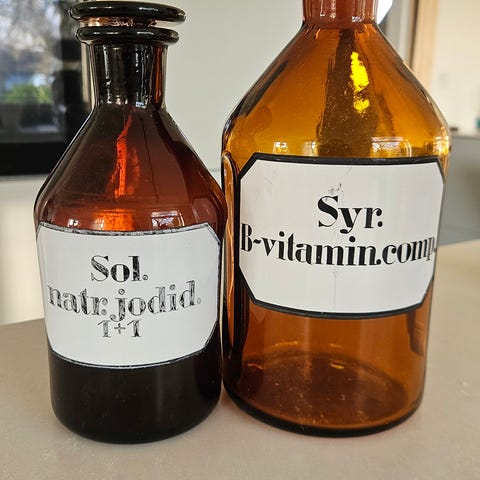 Sol.
natr. jodid.
1+1
Syr.
B-vitamin.comp.